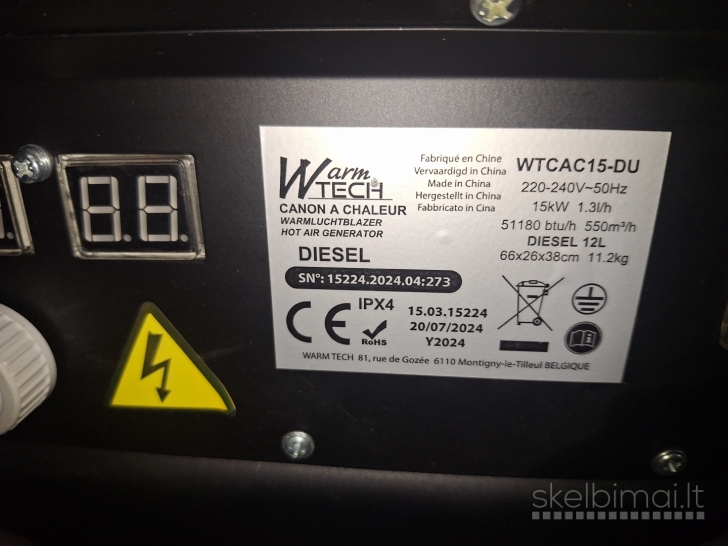 Warm
TECH
CANON A CHALEUR
WARMLUCHTBLAZER
HOT AIR GENERATOR
DIESEL
SN°: 15224.2024.04:273
CE
IPX4
RoHS
15.03.15224
20/07/2024
Y2024
WARM TECH 81, rue de Gozée 6110 Montigny-le-Tilleul BELGIQUE
Fabriqué en Chine
Vervaardigd in China
Made in China
Hergestellt in China
Fabbricato in Cina
WTCAC15-DU
220-240V~50Hz
15kW 1.3l/h
51180 btu/h 550m³/h
DIESEL 12L
66x26x38cm 11.2kg
skelbimai.lt